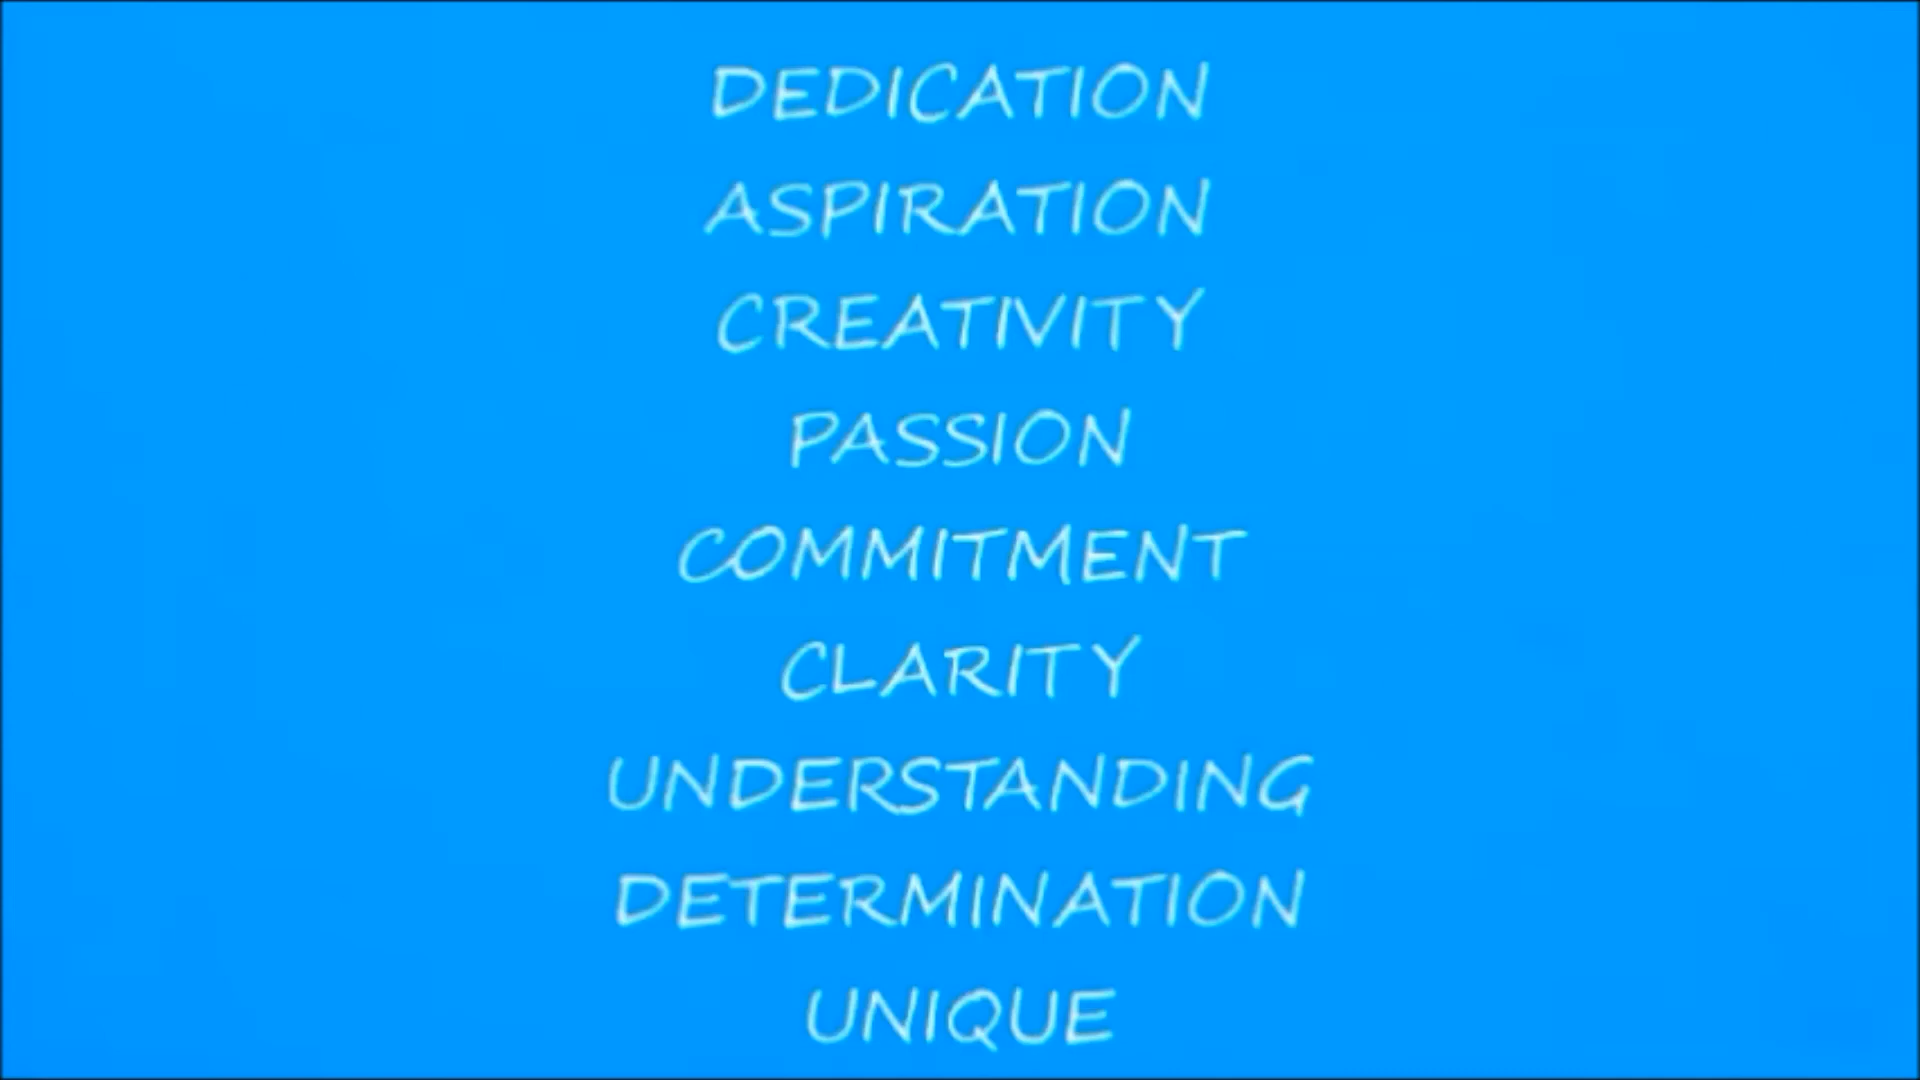 DEDICATION
ASPIRATION
CREATIVITY
PASSION
COMMITMENT
CLARITY
UNDERSTANDING
DETERMINATION
UNIQUE